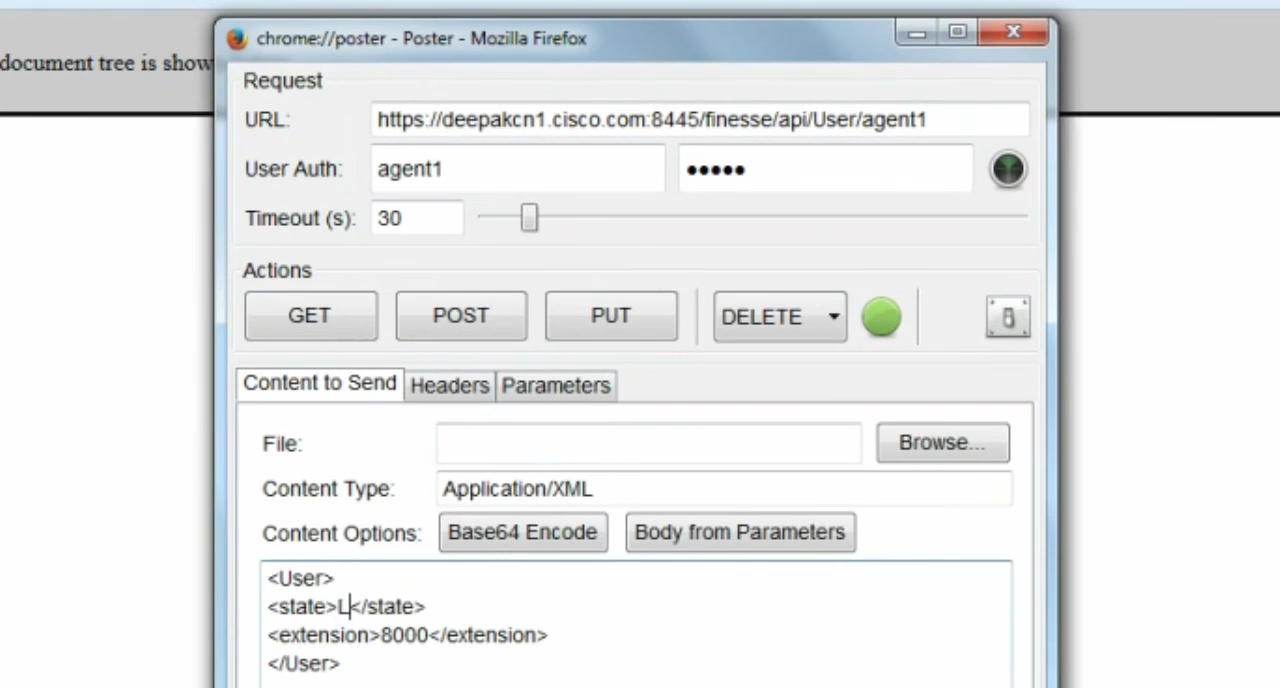 document tree is show
chrome://poster - Poster - Mozilla Firefox
Request
URL: https://deepakcn1.cisco.com:8445/finesse/api/User/agent1
User Auth: agent1 •••••
Timeout (s): 30
Actions
GET POST PUT DELETE
Content to Send Headers Parameters
File: Browse...
Content Type: Application/XML
Content Options: Base64 Encode Body from Parameters
<User>
<state>L</state>
<extension>8000</extension>
</User>